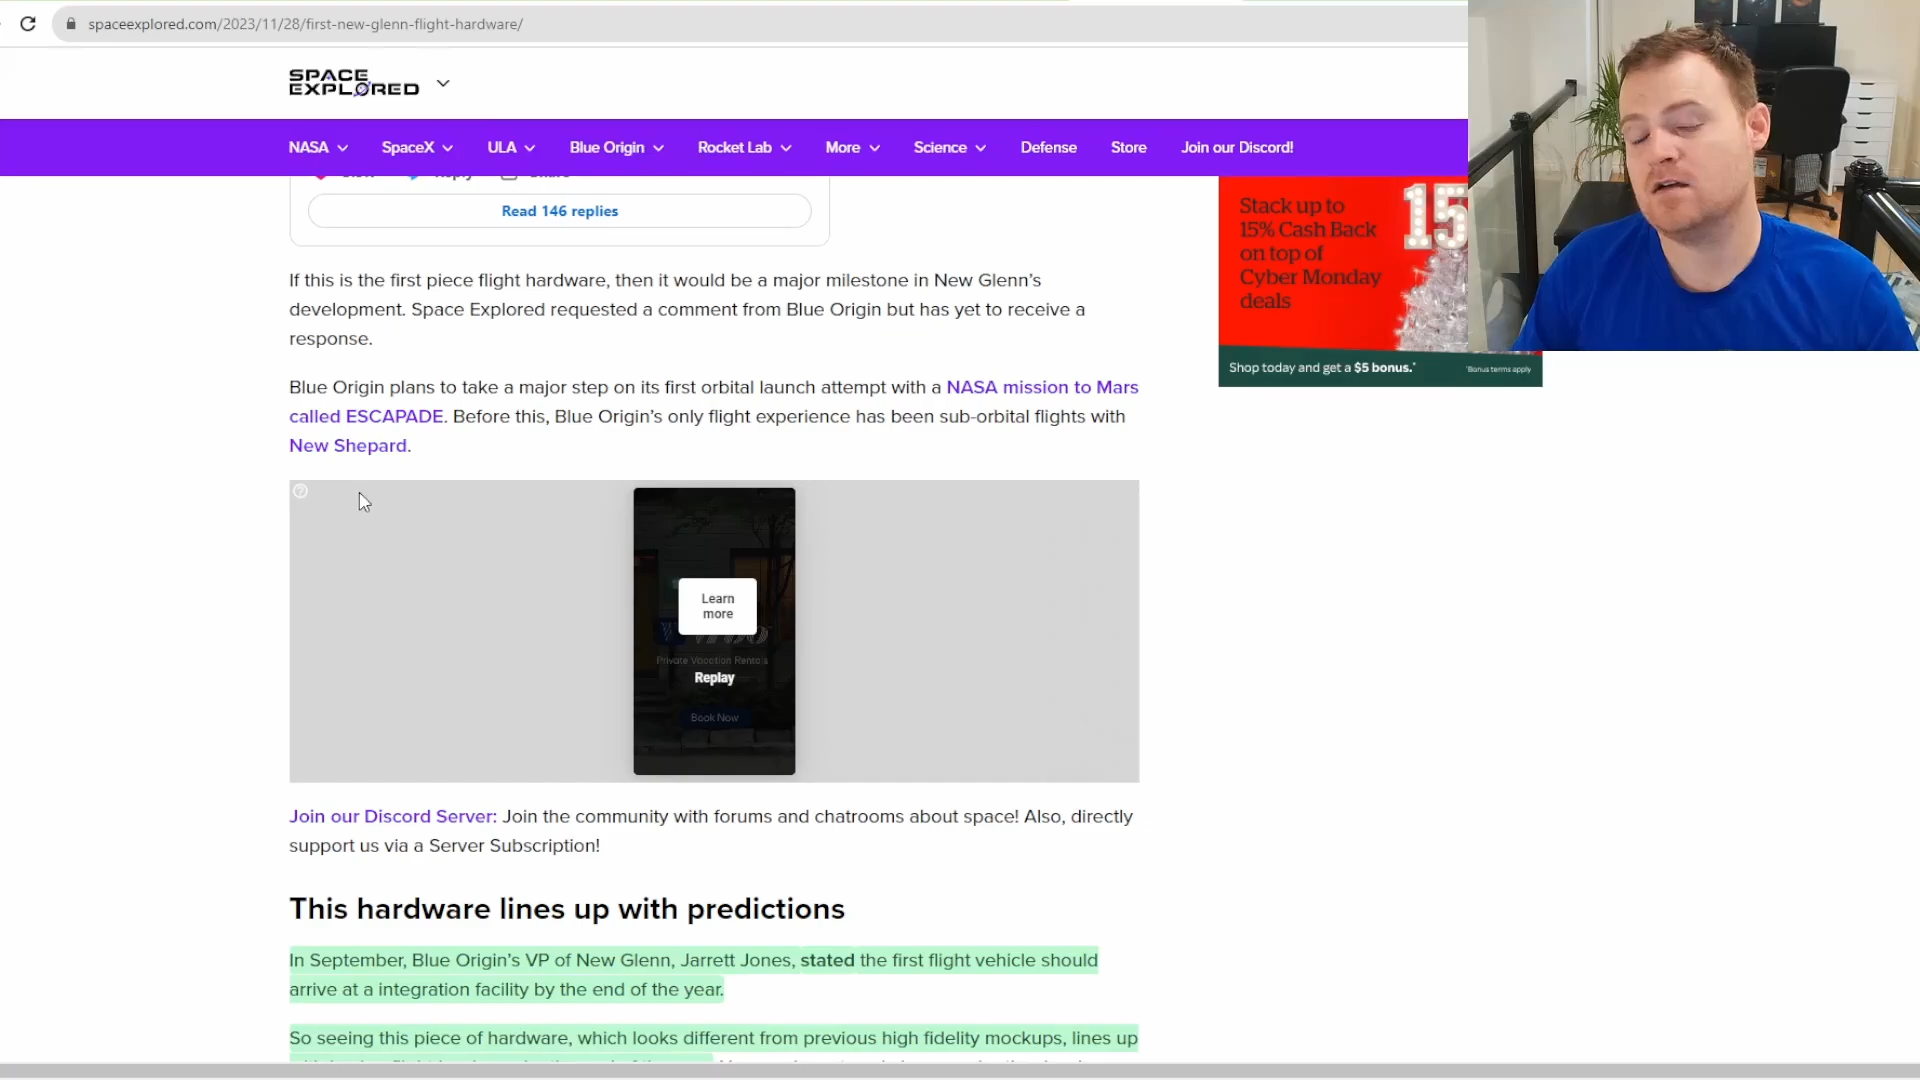 spaceexplored.com/2023/11/28/first-new-glenn-flight-hardware/
SPACE
EXPLORED
NASA
SpaceX
ULA
Blue Origin
Rocket Lab
More
Science
Defense
Store
Join our Discord!
Read 146 replies
Stack up to
15% Cash Back
on top of
Cyber Monday
deals
15
Shop today and get a $5 bonus.*
*Bonus terms apply
If this is the first piece flight hardware, then it would be a major milestone in New Glenn's
development. Space Explored requested a comment from Blue Origin but has yet to receive a
response.
Blue Origin plans to take a major step on its first orbital launch attempt with a NASA mission to Mars
called ESCAPADE. Before this, Blue Origin's only flight experience has been sub-orbital flights with
New Shepard.
Learn
more
Private Vacation Rentals
Replay
Book Now
Join our Discord Server: Join the community with forums and chatrooms about space! Also, directly
support us via a Server Subscription!
This hardware lines up with predictions
In September, Blue Origin's VP of New Glenn, Jarrett Jones, stated the first flight vehicle should
arrive at a integration facility by the end of the year.
So seeing this piece of hardware, which looks different from previous high fidelity mockups, lines up